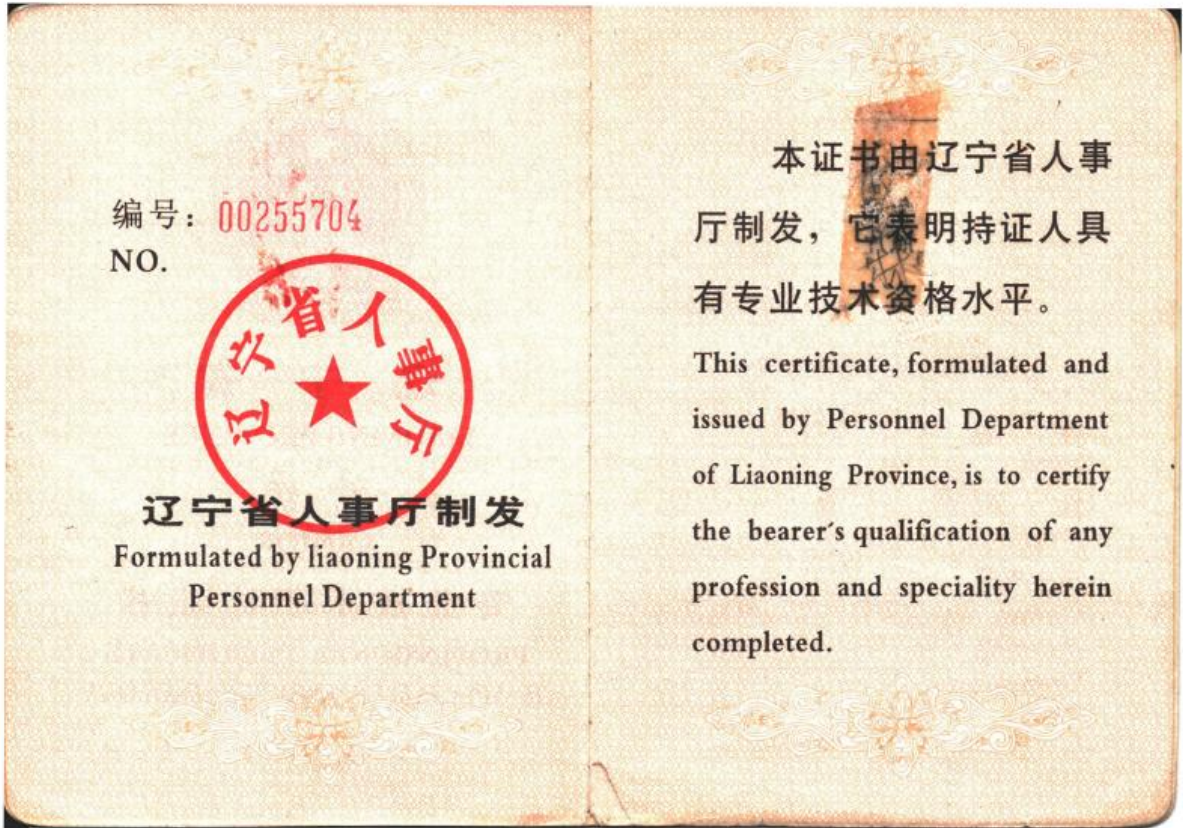 编号：00255704
NO.
辽宁省人事厅
辽宁省人事厅制发
Formulated by liaoning Provincial
Personnel Department
本证书由辽宁省人事
厅制发，它表明持证人具
有专业技术资格水平。
This certificate, formulated and
issued by Personnel Department
of Liaoning Province, is to certify
the bearer's qualification of any
profession and speciality herein
completed.